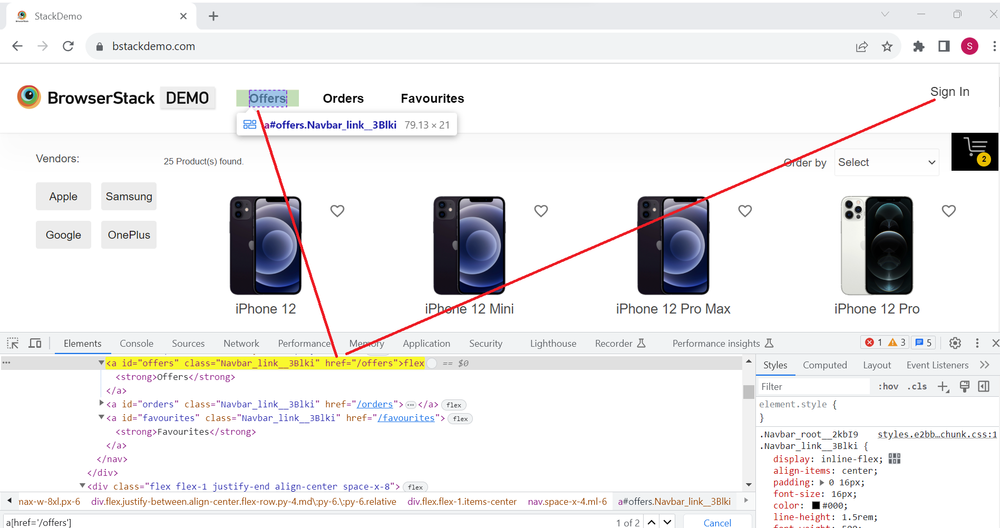 StackDemo
bstackdemo.com
S
BrowserStack DEMO
Offers
Orders
Favourites
Sign In
a#offers.Navbar_link__3Blki 79.13 × 21
Vendors:
25 Product(s) found.
Order by
Select
2
Apple
Samsung
Google
OnePlus
iPhone 12
iPhone 12 Mini
iPhone 12 Pro Max
iPhone 12 Pro
Elements
Console
Sources
Network
Performance
Memory
Application
Security
Lighthouse
Recorder
Performance insights
1
3
5
<a id="offers" class="Navbar_link__3Blki" href="/offers">flex == $0
<strong>Offers</strong>
</a>
<a id="orders" class="Navbar_link__3Blki" href="/orders">…</a> flex
<a id="favourites" class="Navbar_link__3Blki" href="/favourites"> flex
<strong>Favourites</strong>
</a>
</nav>
</div>
<div class="flex flex-1 justify-end align-center space-x-8"> flex
max-w-8xl.px-6
div.flex.justify-between.align-center.flex-row.py-4.md\:py-6.\:py-6.relative
div.flex.flex-1.items-center
nav.space-x-4.ml-6
a#offers.Navbar_link__3Blki
a[href='/offers']
1 of 2
Cancel
Styles
Computed
Layout
Event Listeners
Filter
:hov .cls
element.style {
}
.Navbar_root__2kbI9 styles.e2bb…chunk.css:1
.Navbar_link__3Blki {
display: inline-flex;
align-items: center;
padding: 0 16px;
font-size: 16px;
color: #000;
line-height: 1.5rem;